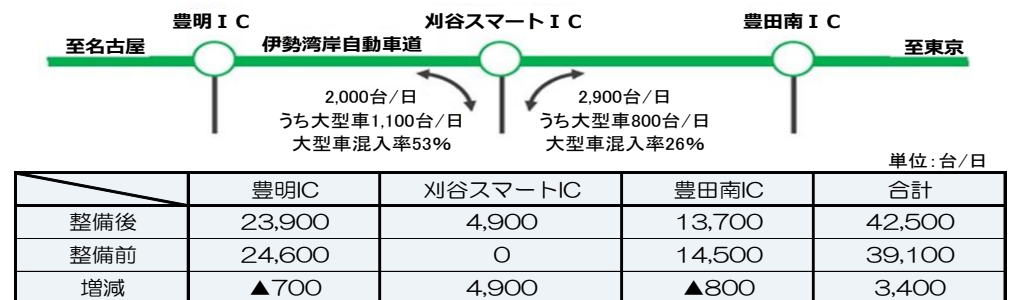 豊明ＩＣ 刈谷スマートＩＣ 豊田南ＩＣ
至名古屋 伊勢湾岸自動車道 至東京
2,000台/日
うち大型車1,100台/日
大型車混入率53%
2,900台/日
うち大型車800台/日
大型車混入率26%
単位：台/日
豊明IC 刈谷スマートIC 豊田南IC 合計
整備後 23,900 4,900 13,700 42,500
整備前 24,600 0 14,500 39,100
増減 ▲700 4,900 ▲800 3,400